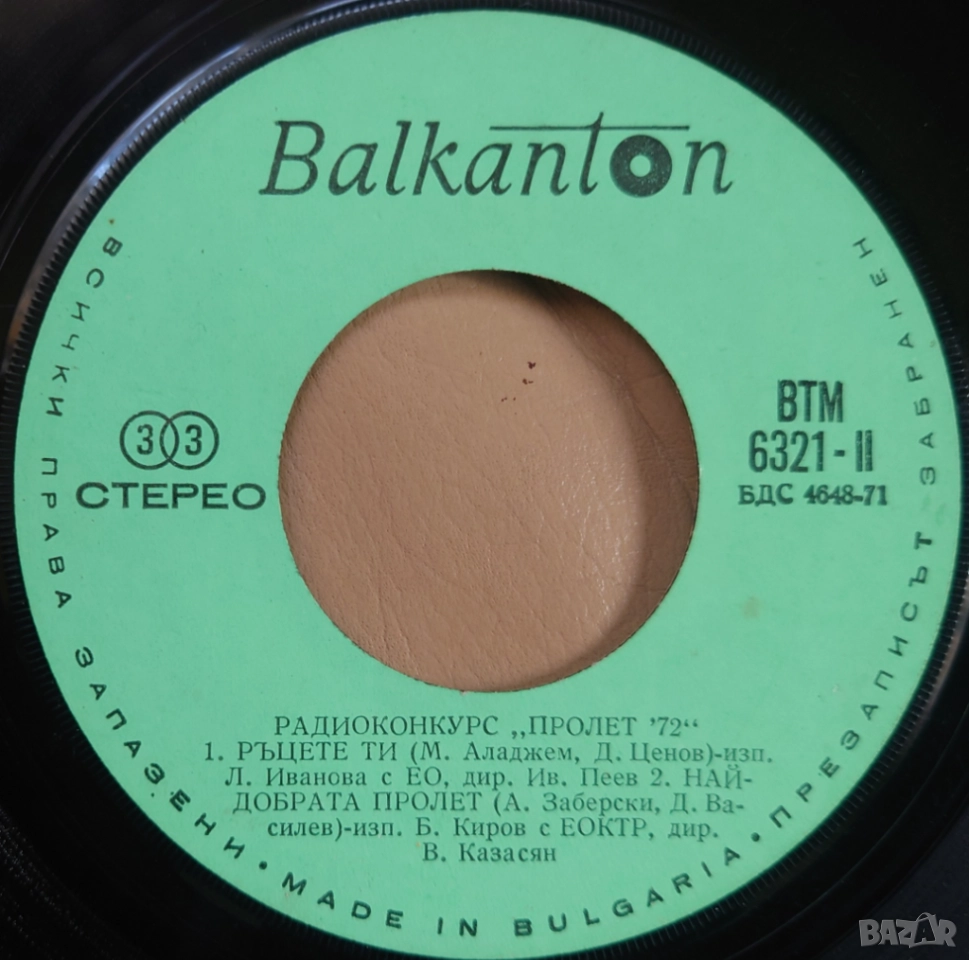 Balkanton
ВСИЧКИ ПРАВА ЗАПАЗЕНИ • MADE IN BULGARIA • ПРЕЗАПИСЪТ ЗАБРАНЕН
33
СТЕРЕО
ВТМ
6321-II
БДС 4648-71
РАДИОКОНКУРС „ПРОЛЕТ '72“
1. РЪЦЕТЕ ТИ (М. Аладжем, Д. Ценов)-изп.
Л. Иванова с ЕО, дир. Ив. Пеев 2. НАЙ-
ДОБРАТА ПРОЛЕТ (А. Заберски, Д. Ва-
силев)-изп. Б. Киров с ЕОКТР, дир.
В. Казасян
BAZAR